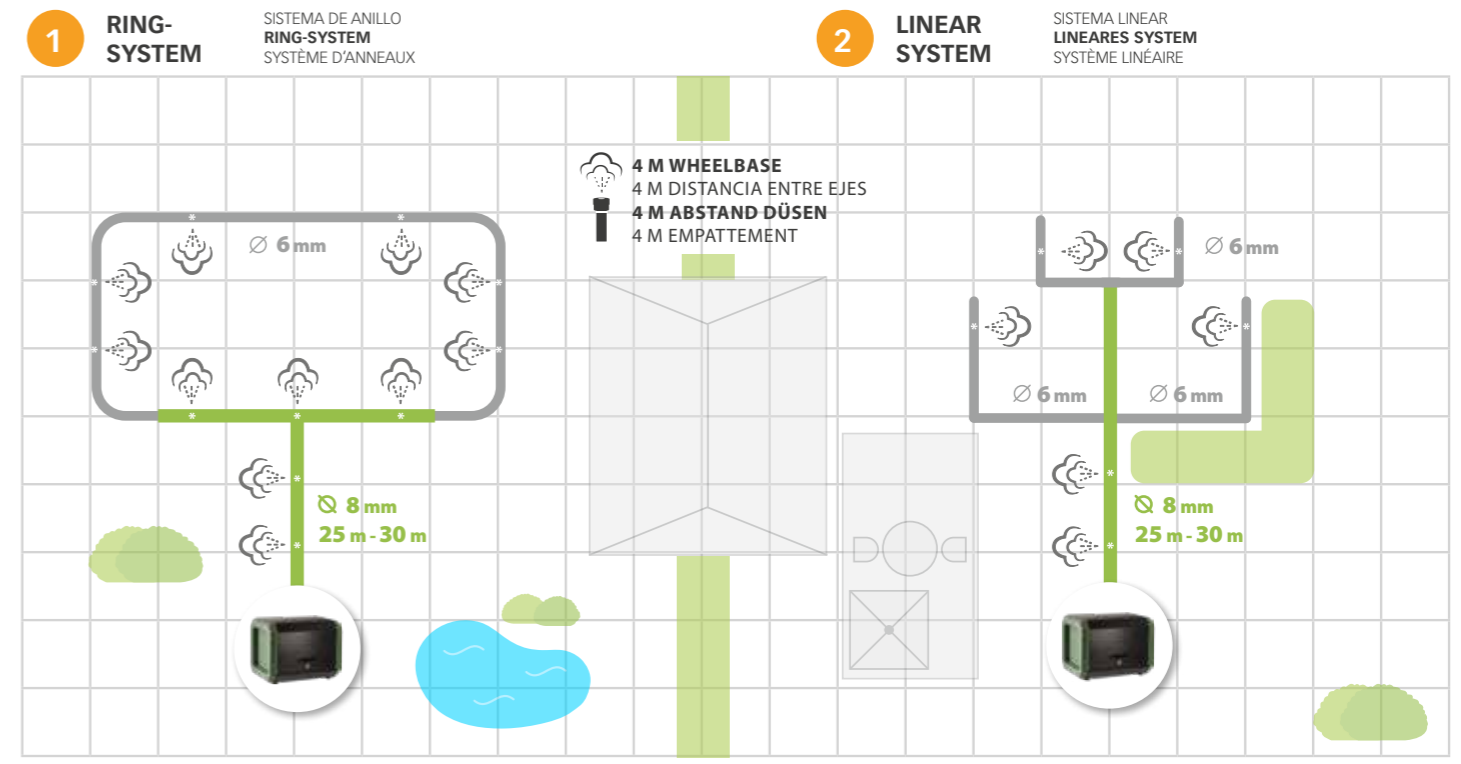 1
RING-
SYSTEM
SISTEMA DE ANILLO
RING-SYSTEM
SYSTÈME D'ANNEAUX
2
LINEAR
SYSTEM
SISTEMA LINEAR
LINEARES SYSTEM
SYSTÈME LINÉAIRE
4 M WHEELBASE
4 M DISTANCIA ENTRE EJES
4 M ABSTAND DÜSEN
4 M EMPATTEMENT
∅ 6 mm
∅ 8 mm
25 m - 30 m
∅ 6 mm
∅ 6 mm
∅ 6 mm
∅ 8 mm
25 m - 30 m